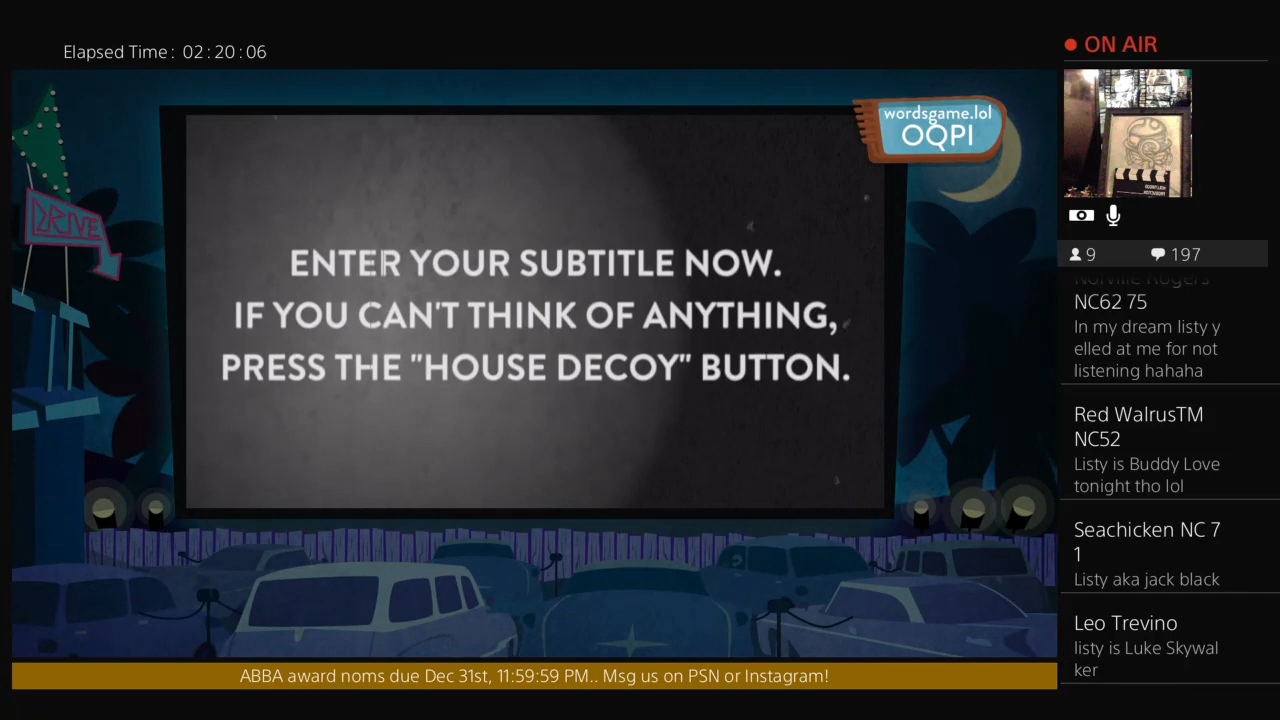 Elapsed Time: 02:20:06
ON AIR
wordsgame.lol
OQPI
DRIVE
ENTER YOUR SUBTITLE NOW.
IF YOU CAN'T THINK OF ANYTHING,
PRESS THE "HOUSE DECOY" BUTTON.
9
197
Norville Rogers
NC62 75
In my dream listy y
elled at me for not
listening hahaha
Red WalrusTM
NC52
Listy is Buddy Love
tonight tho lol
Seachicken NC 7
1
Listy aka jack black
Leo Trevino
listy is Luke Skywal
ker
ABBA award noms due Dec 31st, 11:59:59 PM.. Msg us on PSN or Instagram!